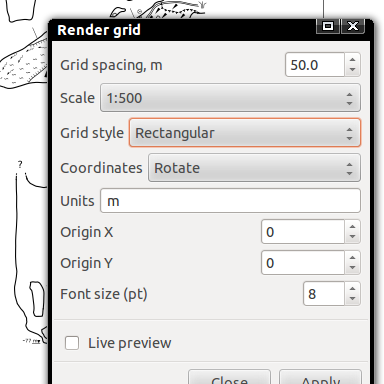 Render grid
Grid spacing, m 50.0
Scale 1:500
Grid style Rectangular
?
Coordinates Rotate
Units m
Origin X 0
Origin Y 0
Font size (pt) 8
Live preview
Close Apply